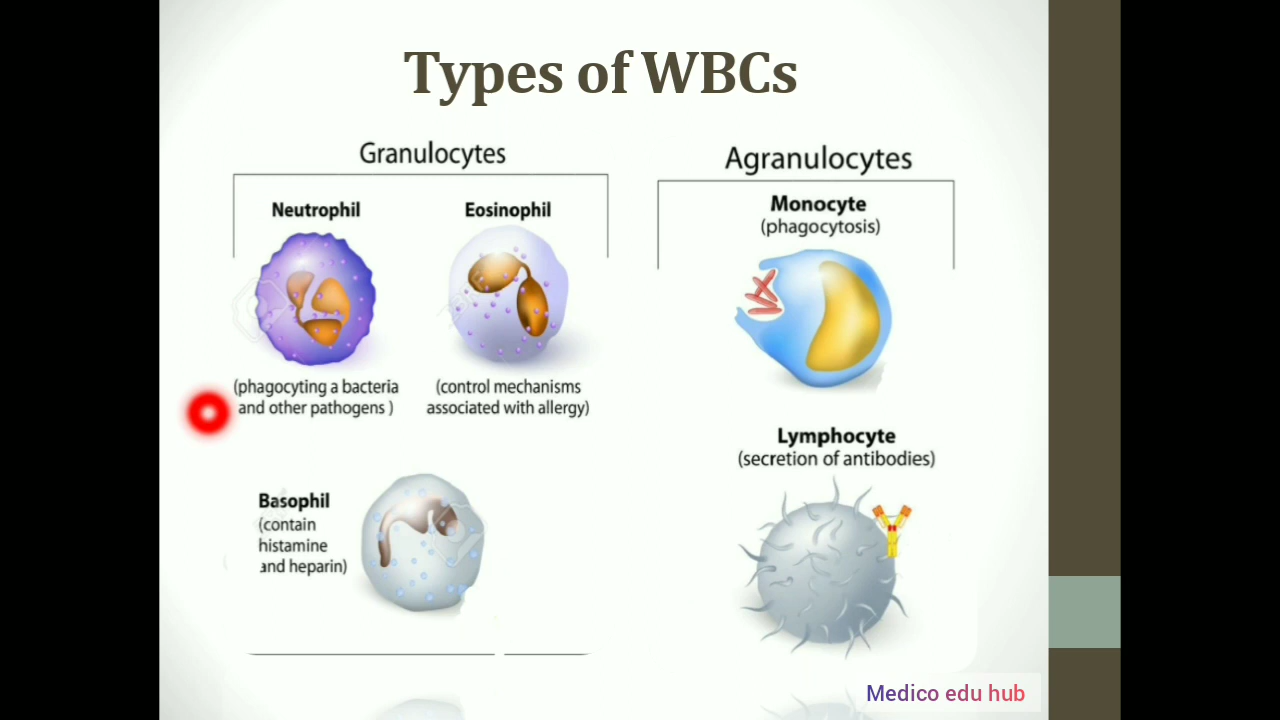 Types of WBCs
Granulocytes
Neutrophil
(phagocyting a bacteria
and other pathogens )
Eosinophil
(control mechanisms
associated with allergy)
Basophil
(contain
histamine
and heparin)
Agranulocytes
Monocyte
(phagocytosis)
Lymphocyte
(secretion of antibodies)
Medico edu hub